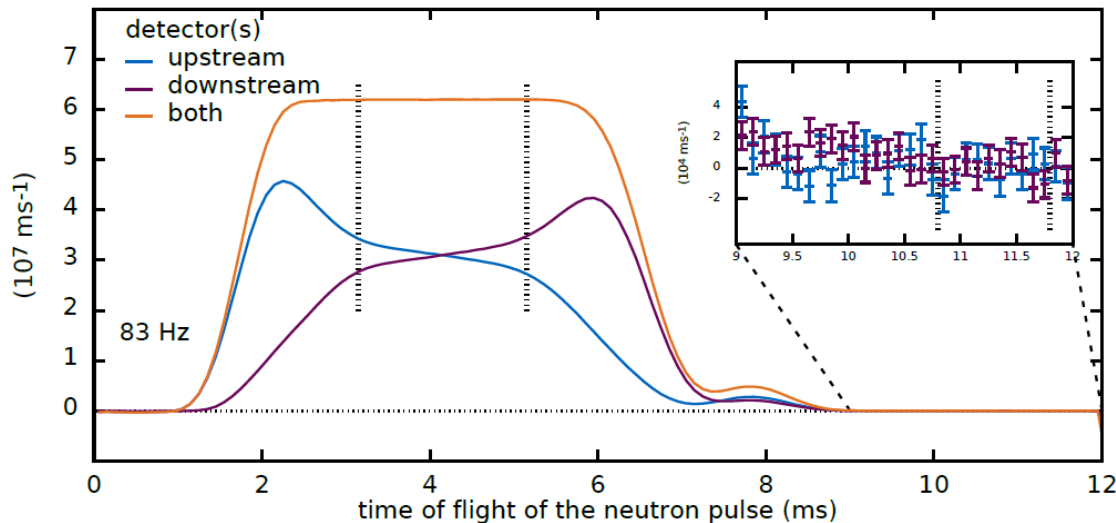 detector(s)
upstream
downstream
both
(10⁷ ms⁻¹)
7
6
5
4
3
2
1
0
83 Hz
0 2 4 6 8 10 12
time of flight of the neutron pulse (ms)
(10⁴ ms⁻¹)
4
2
0
-2
9 9.5 10 10.5 11 11.5 12